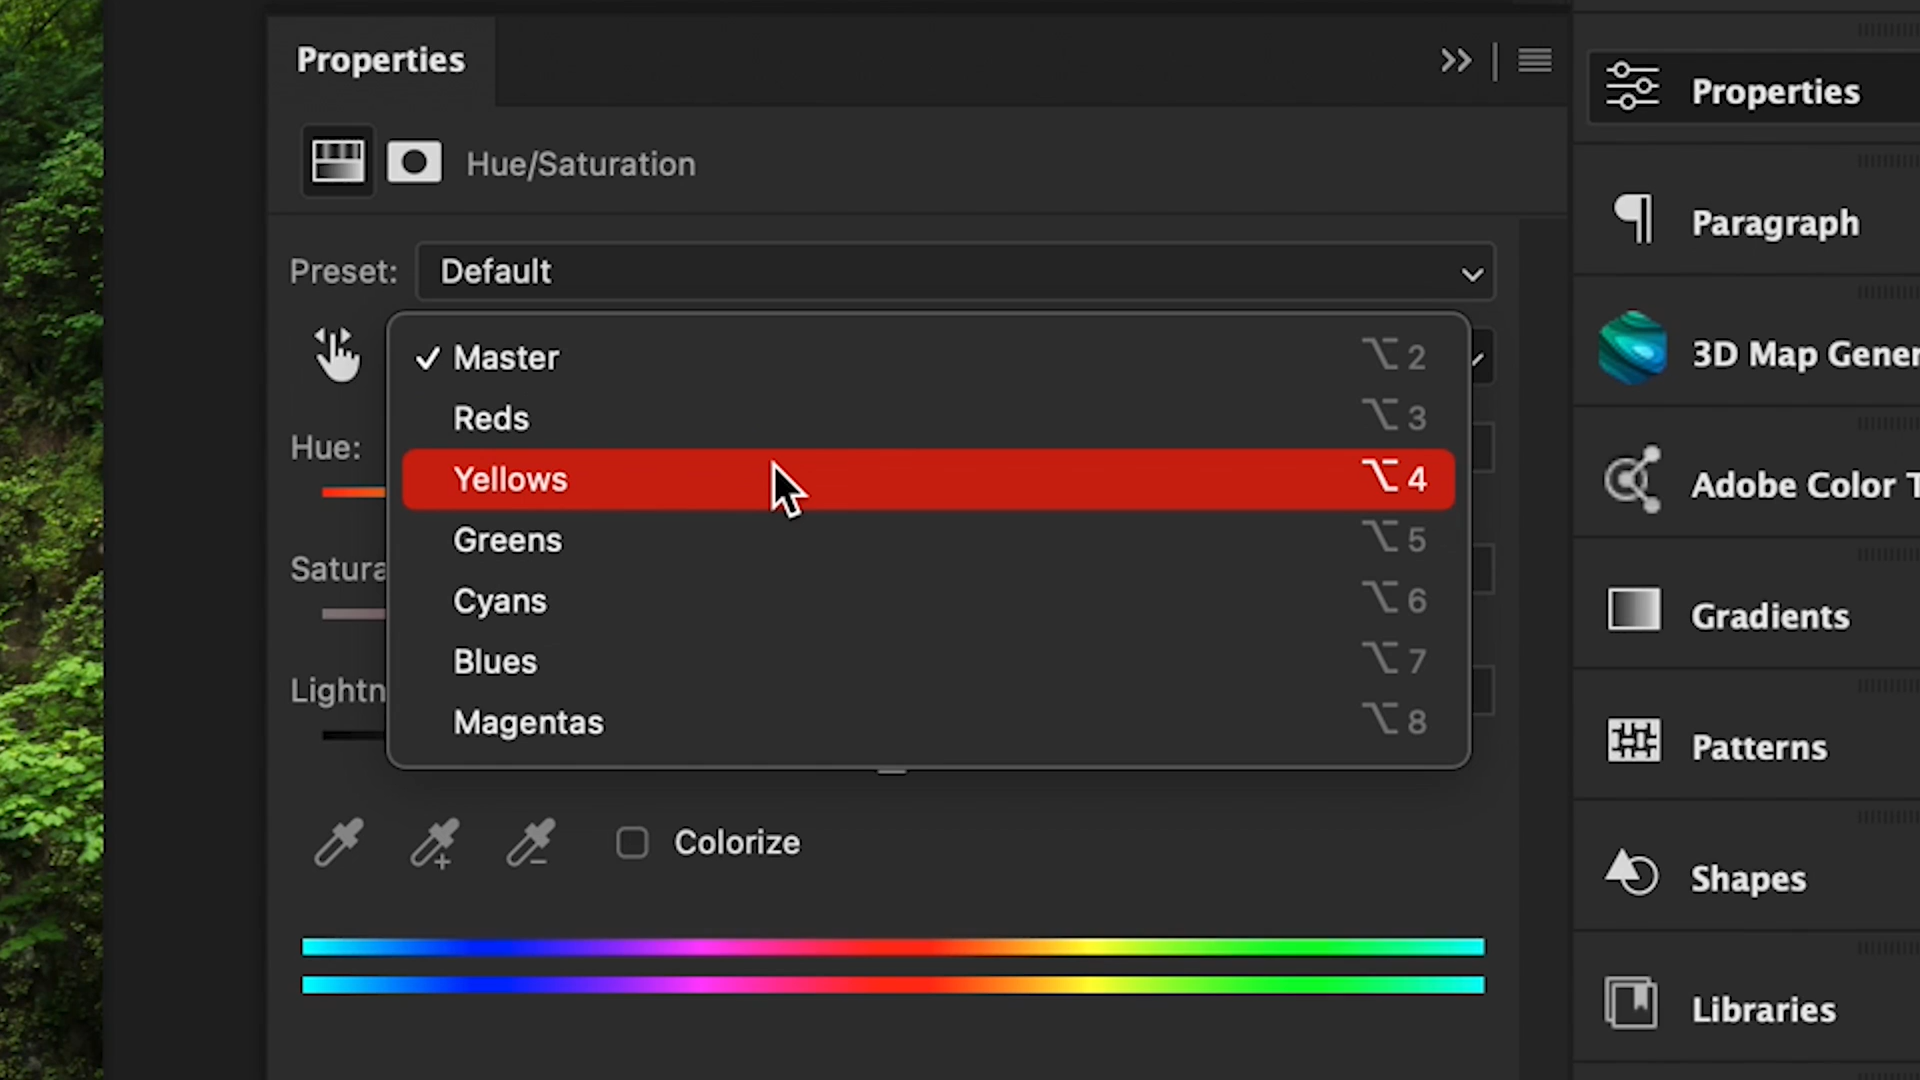 Properties
Hue/Saturation
Preset: Default
Master ⌥2
Reds ⌥3
Hue:
Yellows ⌥4
Greens ⌥5
Satura
Cyans ⌥6
Blues ⌥7
Lightn
Magentas ⌥8
Colorize
Properties
Paragraph
3D Map Gener
Adobe Color T
Gradients
Patterns
Shapes
Libraries